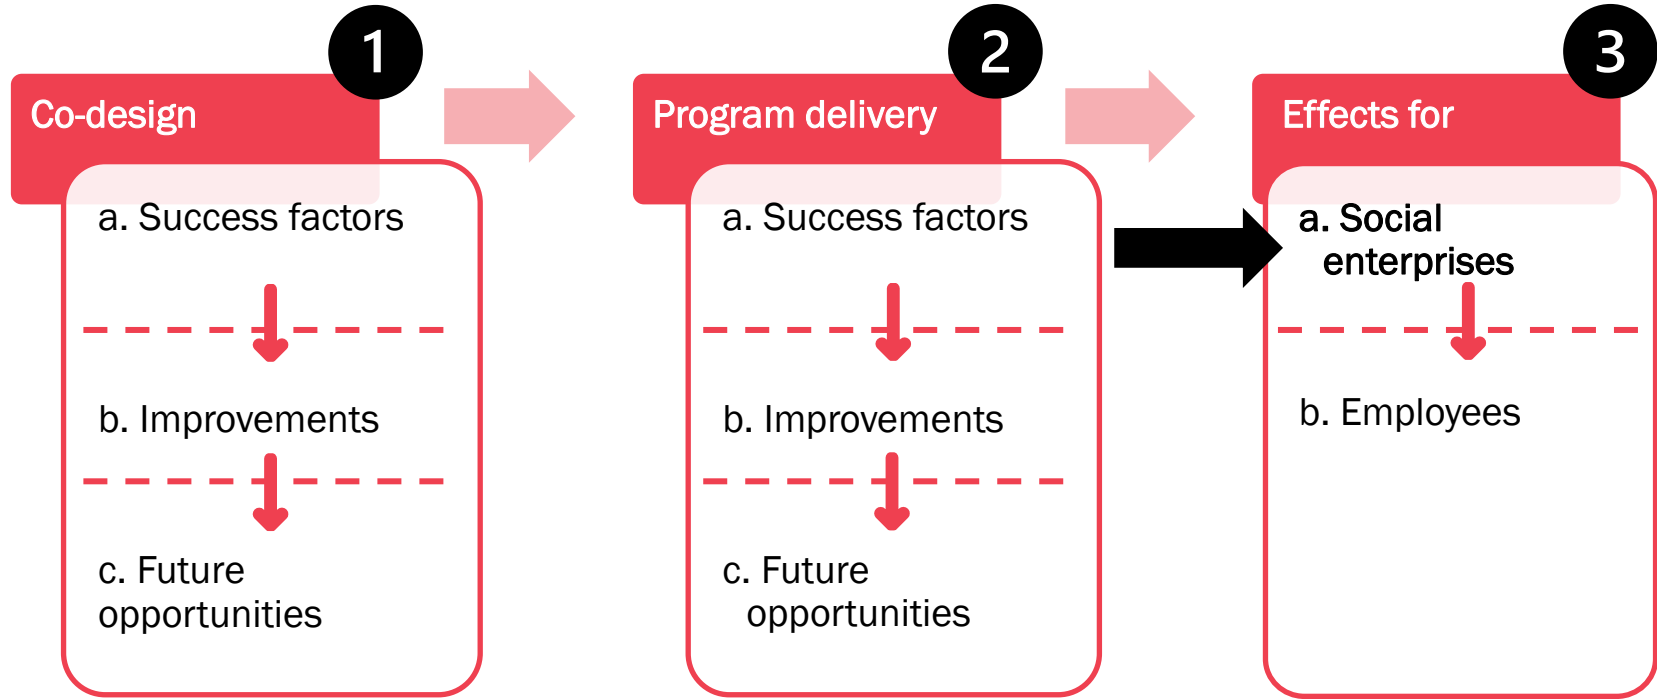 1
Co-design
a. Success factors
b. Improvements
c. Future
opportunities
2
Program delivery
a. Success factors
b. Improvements
c. Future
opportunities
3
Effects for
a. Social
enterprises
b. Employees